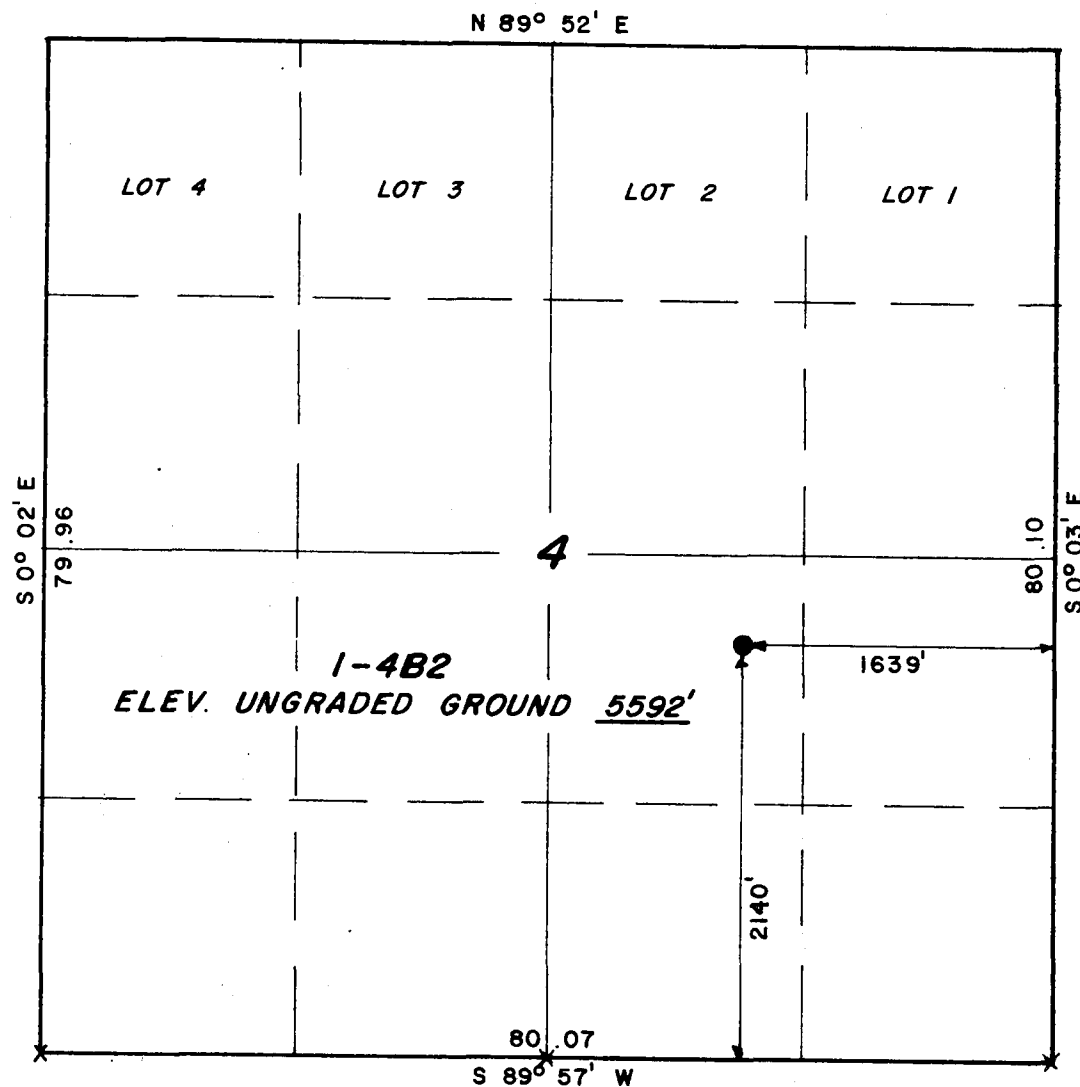 N 89° 52' E
LOT 4
LOT 3
LOT 2
LOT 1
S 0° 02' E
79.96
4
80.10
S 0° 03' E
1-4B2
1639'
ELEV. UNGRADED GROUND 5592'
2140'
80.07
S 89° 57' W